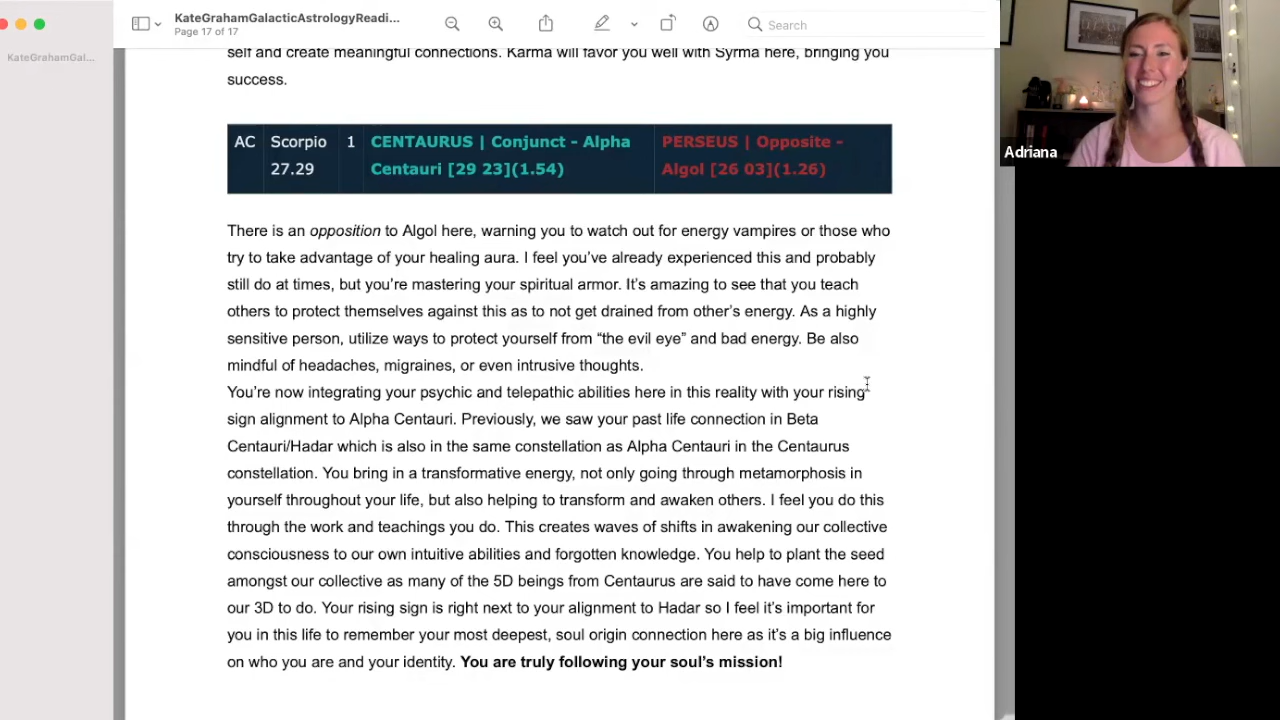 KateGrahamGalacticAstrologyReadi...
Page 17 of 17
Search
KateGrahamGal...
Adriana
self and create meaningful connections. Karma will favor you well with Syrma here, bringing you
success.
AC
Scorpio
27.29
1
CENTAURUS | Conjunct - Alpha
Centauri [29 23](1.54)
PERSEUS | Opposite -
Algol [26 03](1.26)
There is an opposition to Algol here, warning you to watch out for energy vampires or those who
try to take advantage of your healing aura. I feel you’ve already experienced this and probably
still do at times, but you’re mastering your spiritual armor. It’s amazing to see that you teach
others to protect themselves against this as to not get drained from other’s energy. As a highly
sensitive person, utilize ways to protect yourself from “the evil eye” and bad energy. Be also
mindful of headaches, migraines, or even intrusive thoughts.
You’re now integrating your psychic and telepathic abilities here in this reality with your rising
sign alignment to Alpha Centauri. Previously, we saw your past life connection in Beta
Centauri/Hadar which is also in the same constellation as Alpha Centauri in the Centaurus
constellation. You bring in a transformative energy, not only going through metamorphosis in
yourself throughout your life, but also helping to transform and awaken others. I feel you do this
through the work and teachings you do. This creates waves of shifts in awakening our collective
consciousness to our own intuitive abilities and forgotten knowledge. You help to plant the seed
amongst our collective as many of the 5D beings from Centaurus are said to have come here to
our 3D to do. Your rising sign is right next to your alignment to Hadar so I feel it’s important for
you in this life to remember your most deepest, soul origin connection here as it’s a big influence
on who you are and your identity. You are truly following your soul’s mission!